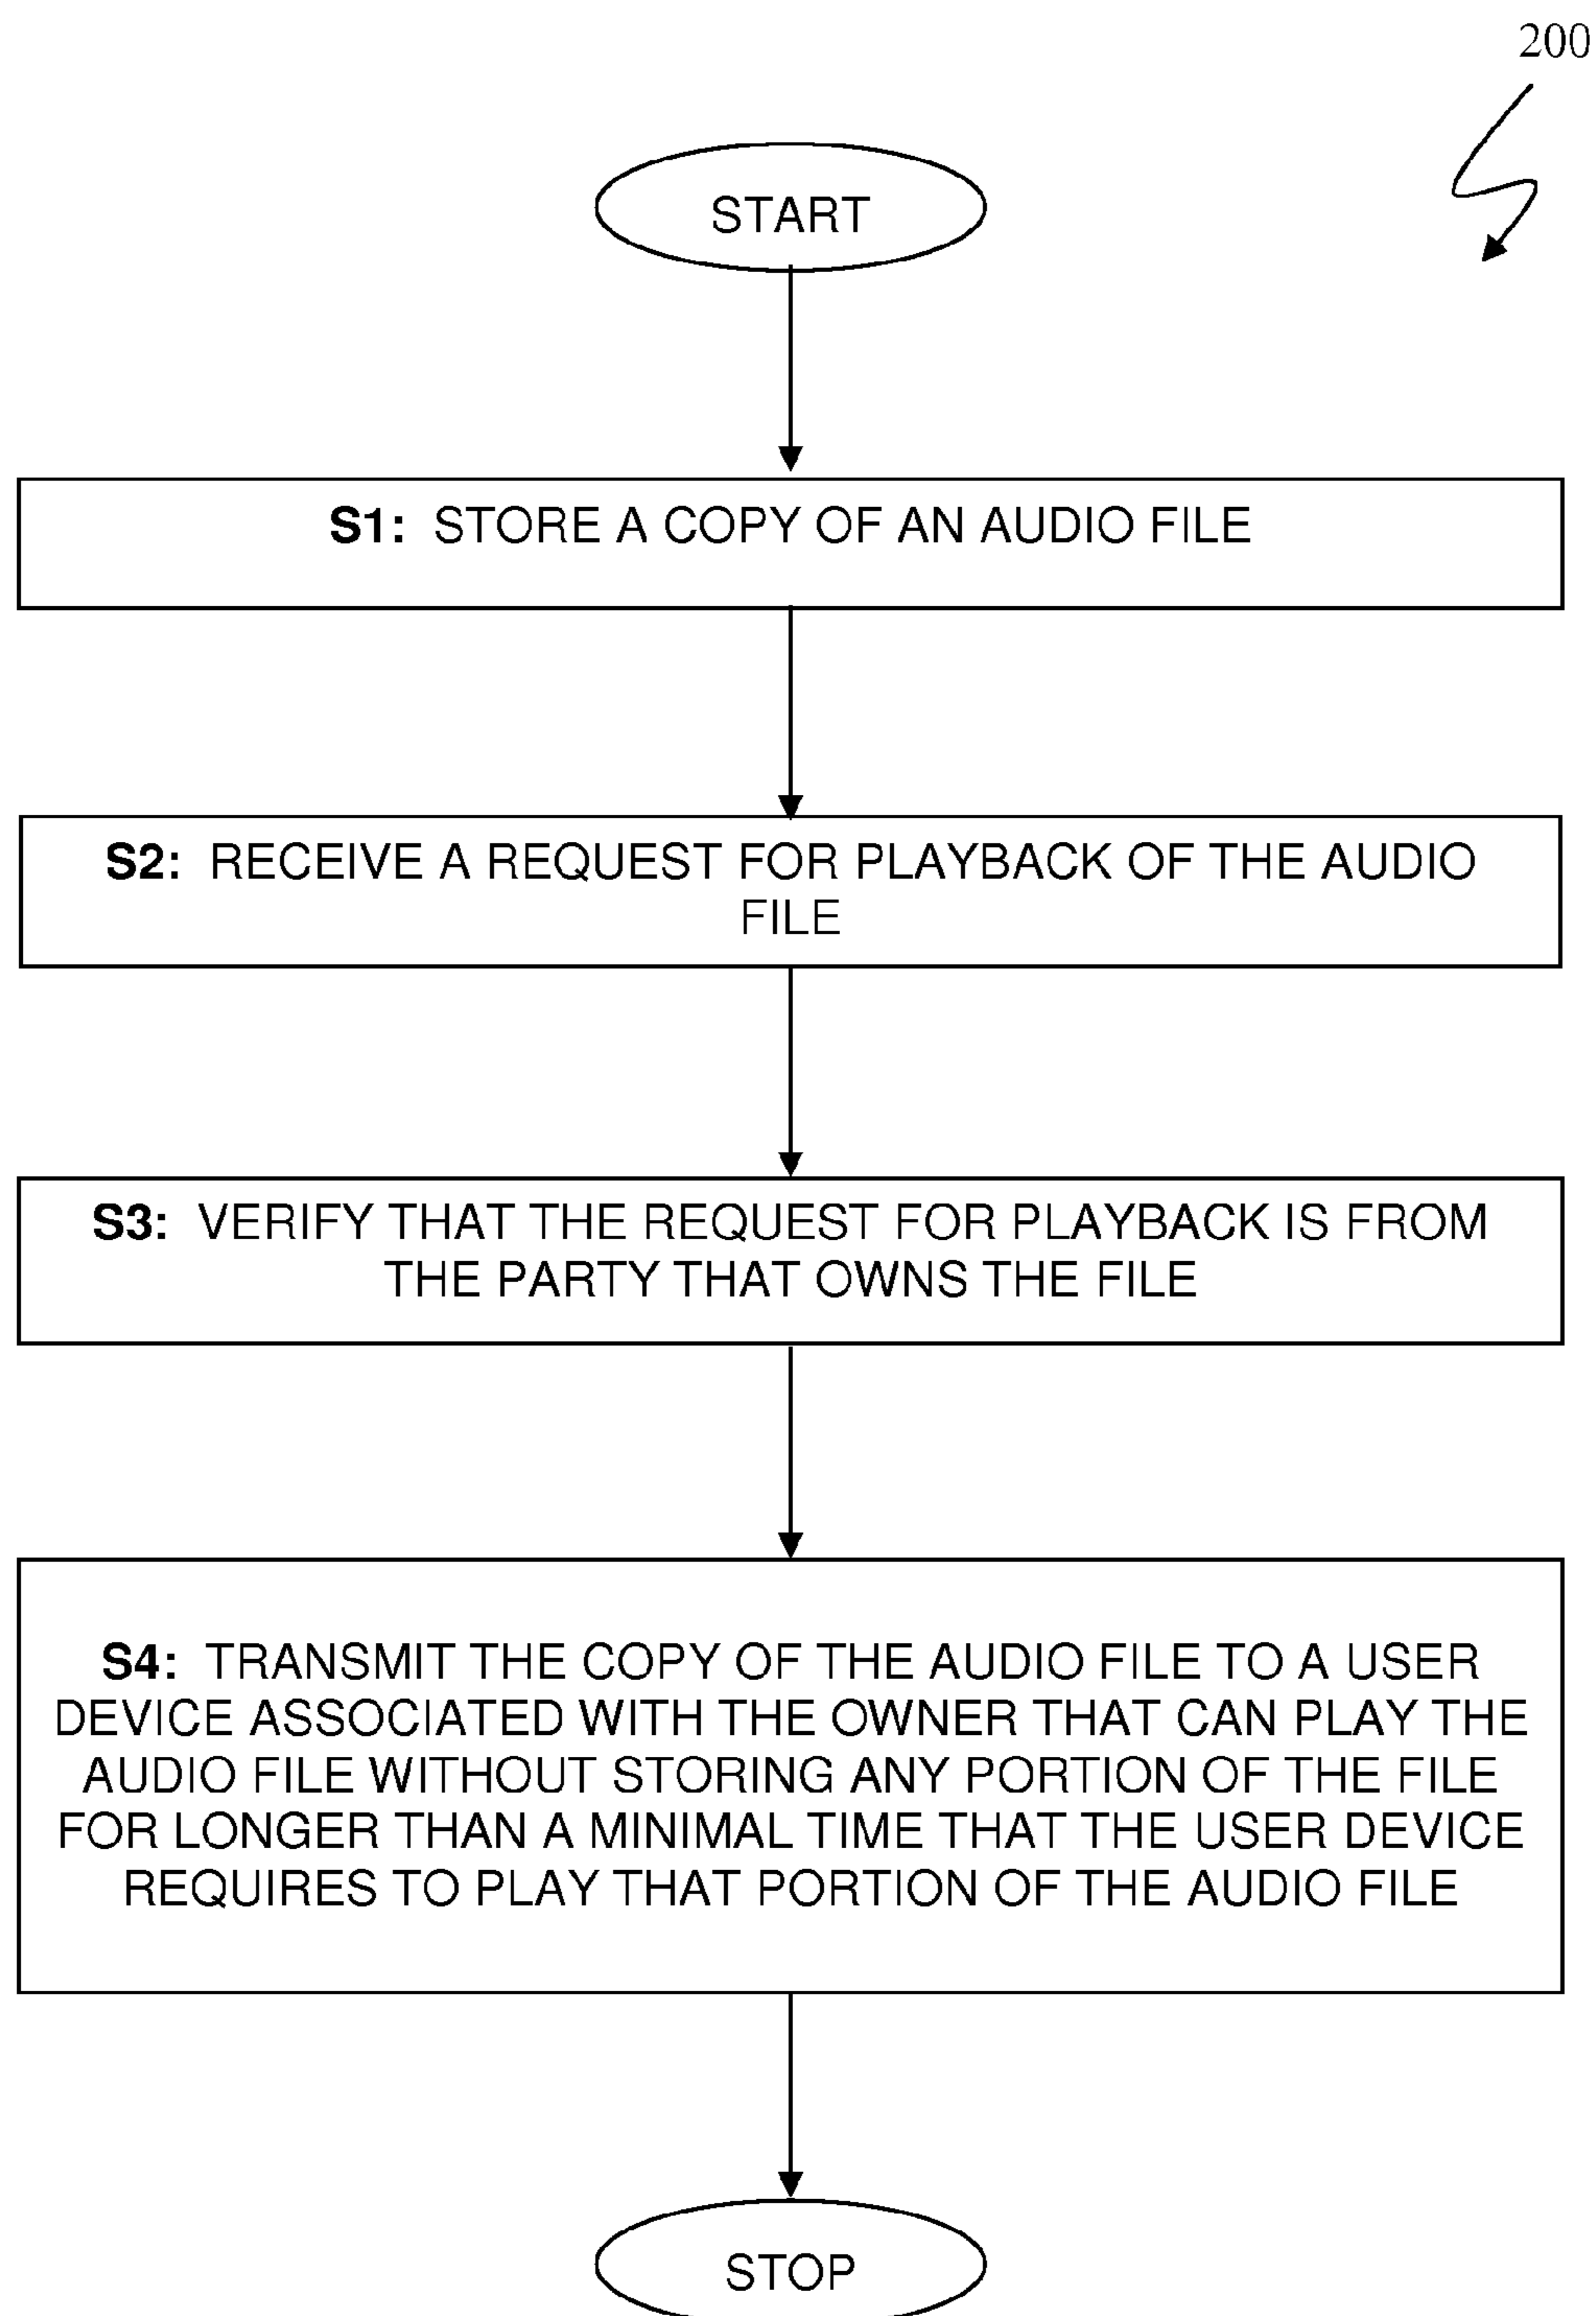 200
START
S1: STORE A COPY OF AN AUDIO FILE
S2: RECEIVE A REQUEST FOR PLAYBACK OF THE AUDIO
FILE
S3: VERIFY THAT THE REQUEST FOR PLAYBACK IS FROM
THE PARTY THAT OWNS THE FILE
S4: TRANSMIT THE COPY OF THE AUDIO FILE TO A USER
DEVICE ASSOCIATED WITH THE OWNER THAT CAN PLAY THE
AUDIO FILE WITHOUT STORING ANY PORTION OF THE FILE
FOR LONGER THAN A MINIMAL TIME THAT THE USER DEVICE
REQUIRES TO PLAY THAT PORTION OF THE AUDIO FILE
STOP